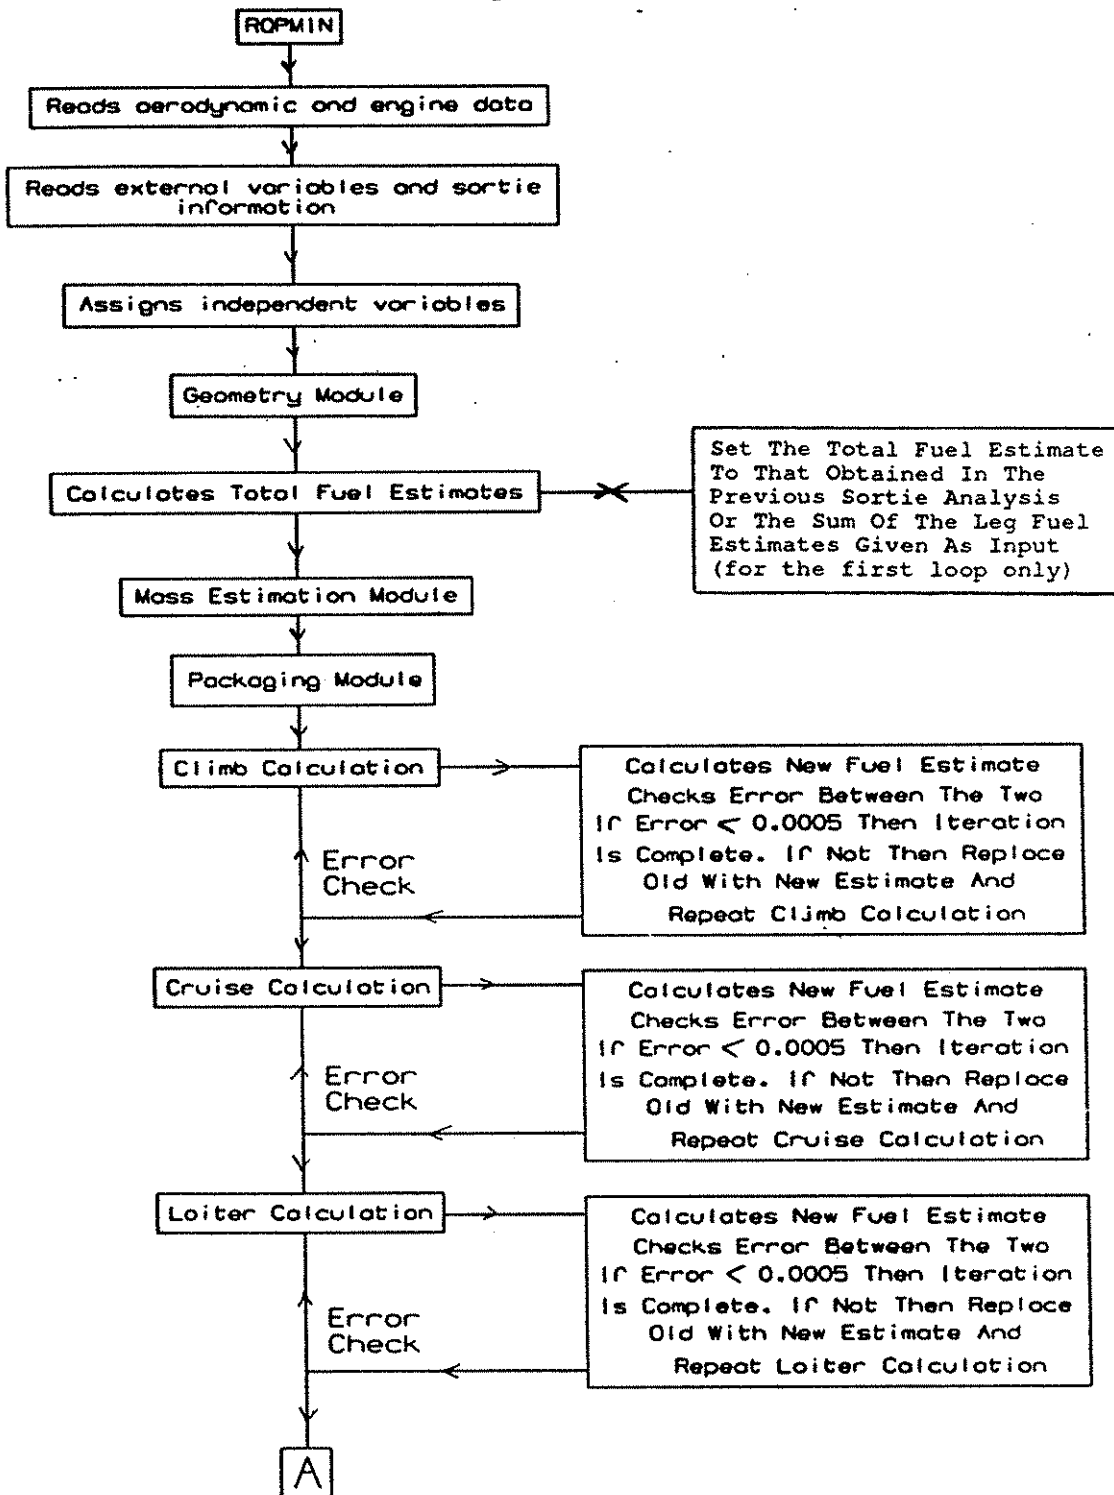 RQPMIN
Reads aerodynamic and engine data
Reads external variables and sortie
information
Assigns independent variables
Geometry Module
Calculates Total Fuel Estimates
Set The Total Fuel Estimate
To That Obtained In The
Previous Sortie Analysis
Or The Sum Of The Leg Fuel
Estimates Given As Input
(for the first loop only)
Mass Estimation Module
Packaging Module
Climb Calculation
Calculates New Fuel Estimate
Checks Error Between The Two
If Error < 0.0005 Then Iteration
Is Complete. If Not Then Replace
Old With New Estimate And
Repeat Climb Calculation
Error
Check
Cruise Calculation
Calculates New Fuel Estimate
Checks Error Between The Two
If Error < 0.0005 Then Iteration
Is Complete. If Not Then Replace
Old With New Estimate And
Repeat Cruise Calculation
Error
Check
Loiter Calculation
Calculates New Fuel Estimate
Checks Error Between The Two
If Error < 0.0005 Then Iteration
Is Complete. If Not Then Replace
Old With New Estimate And
Repeat Loiter Calculation
Error
Check
A